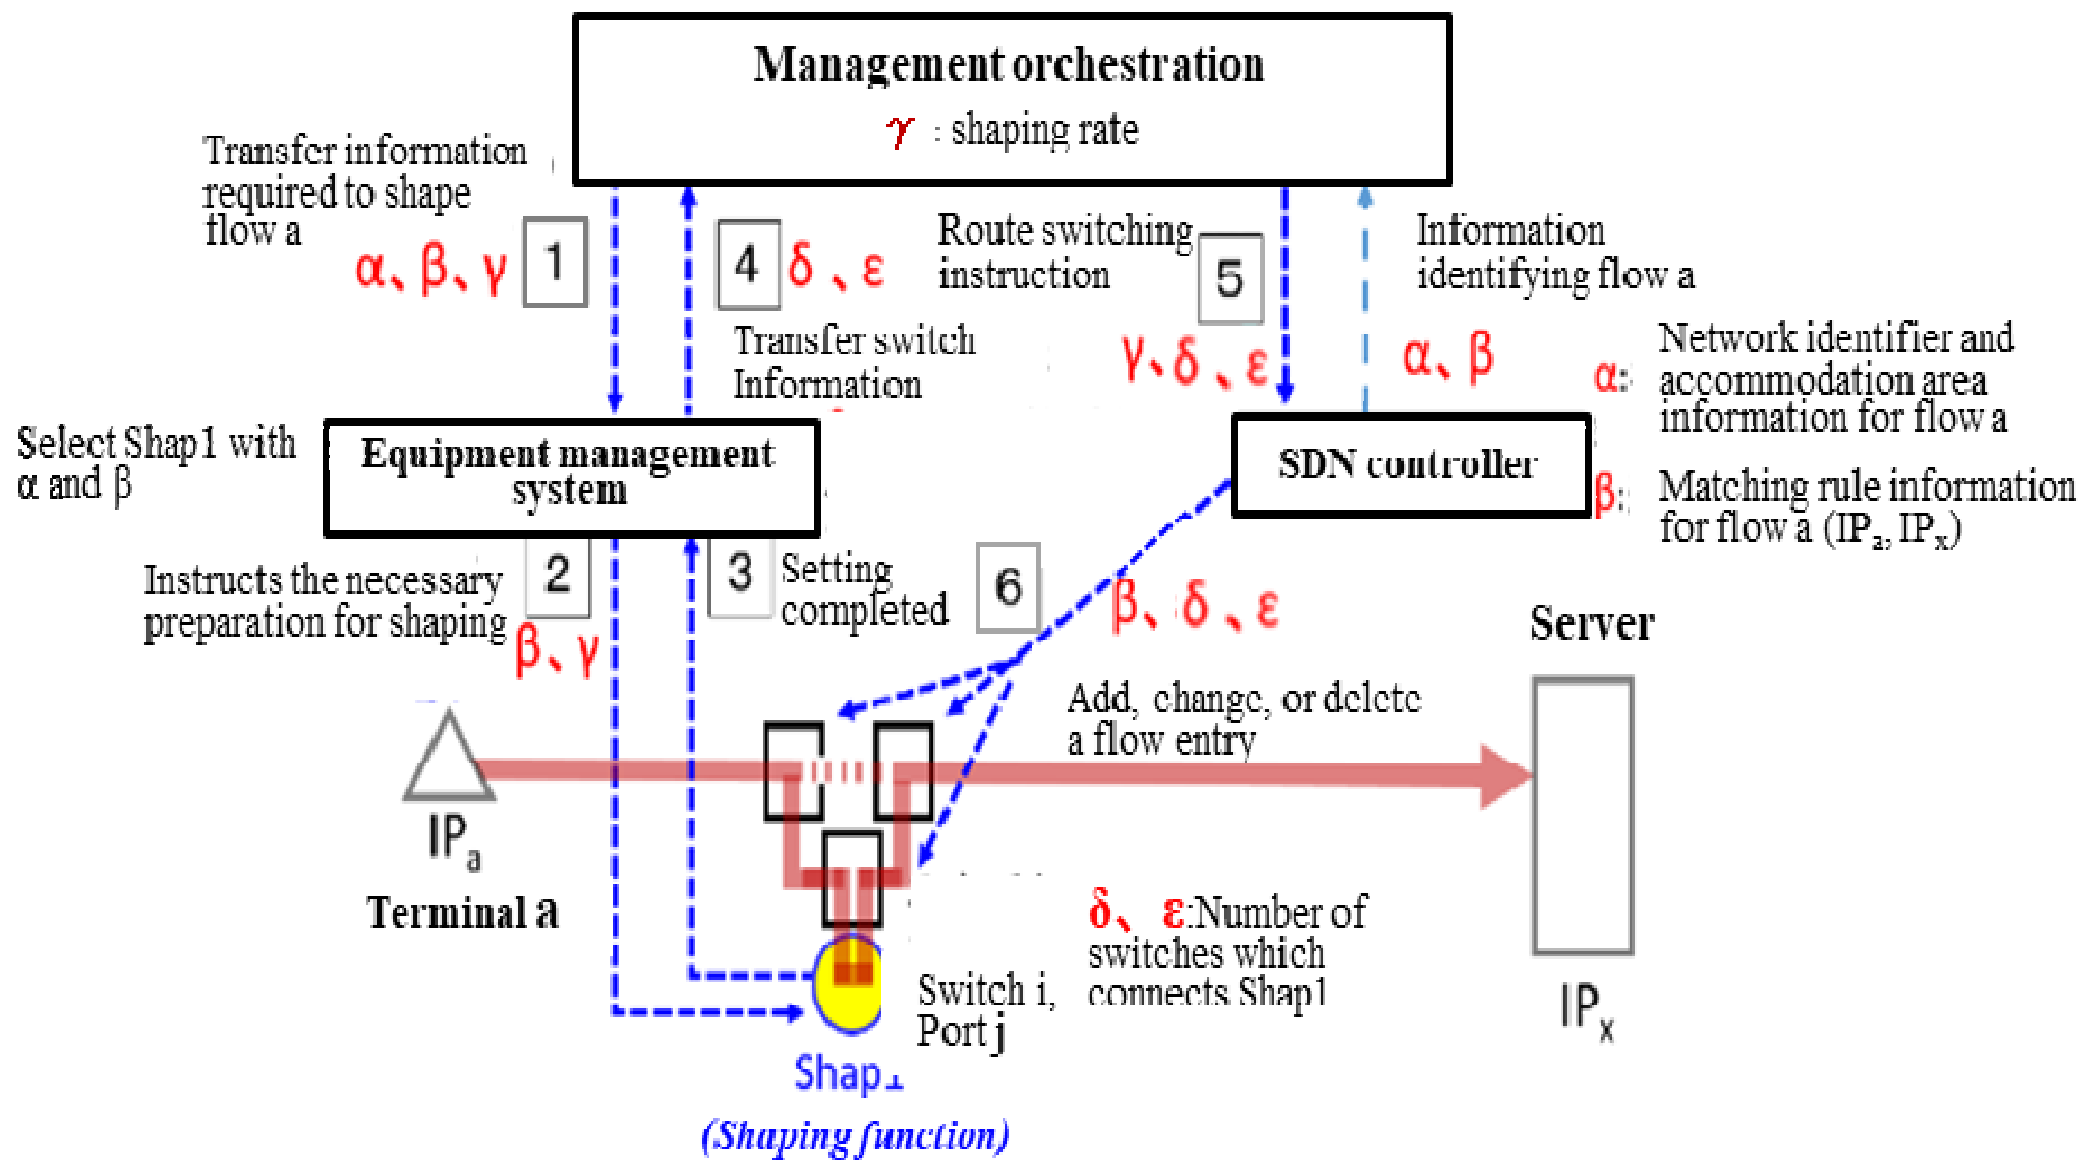 Management orchestration
γ : shaping rate
Transfer information
required to shape
flow a
α、β、γ
1
4
δ、ε
Transfer switch
Information
Route switching
instruction
5
γ、δ、ε
Information
identifying flow a
α、β
α:
Network identifier and
accommodation area
information for flow a
β:
Matching rule information
for flow a (IPa, IPx)
Select Shap1 with
α and β
Equipment management
system
SDN controller
Instructs the necessary
preparation for shaping
2
β、γ
3
Setting
completed
6
β、δ、ε
Server
Add, change, or delete
a flow entry
IPa
Terminal a
δ、ε:Number of
switches which
connects Shap1
Switch i,
Port j
IPx
Shap1
(Shaping function)